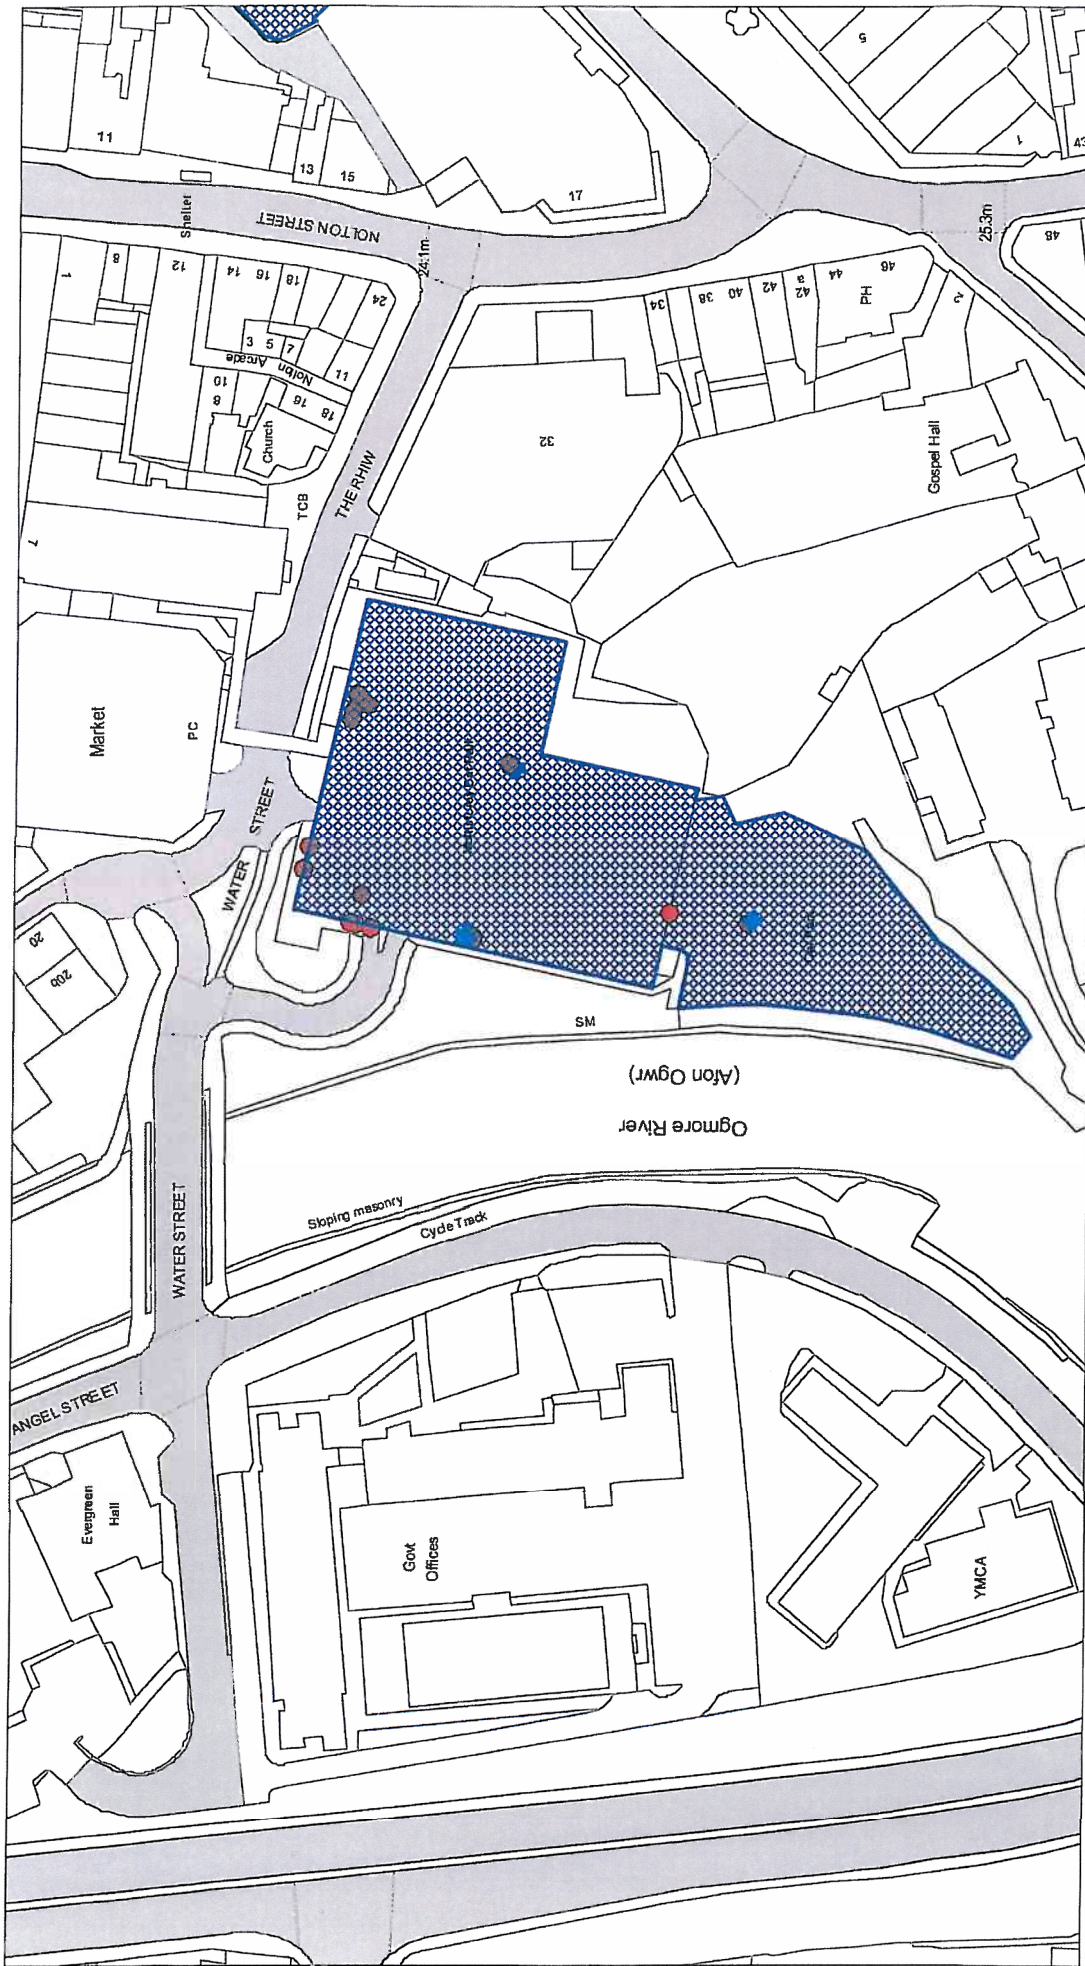 5
11
13
15
17
1
43
Shelter
NOLTON STREET
24.1m
25.3m
48
1
8
12
14
16
18
24
3 5 7
Nolton Arcade
11
10
8
16
18
Church
TCB
THE RHIW
34
38
40
42
42
a
44
46
PH
2
32
Gospel Hall
7
Market
PC
WATER STREET
20
20b
SM
(Afon Ogwr)
Ogmore River
WATER STREET
Sloping masonry
Cycle Track
ANGEL STREET
Evergreen
Hall
Govt
Offices
YMCA